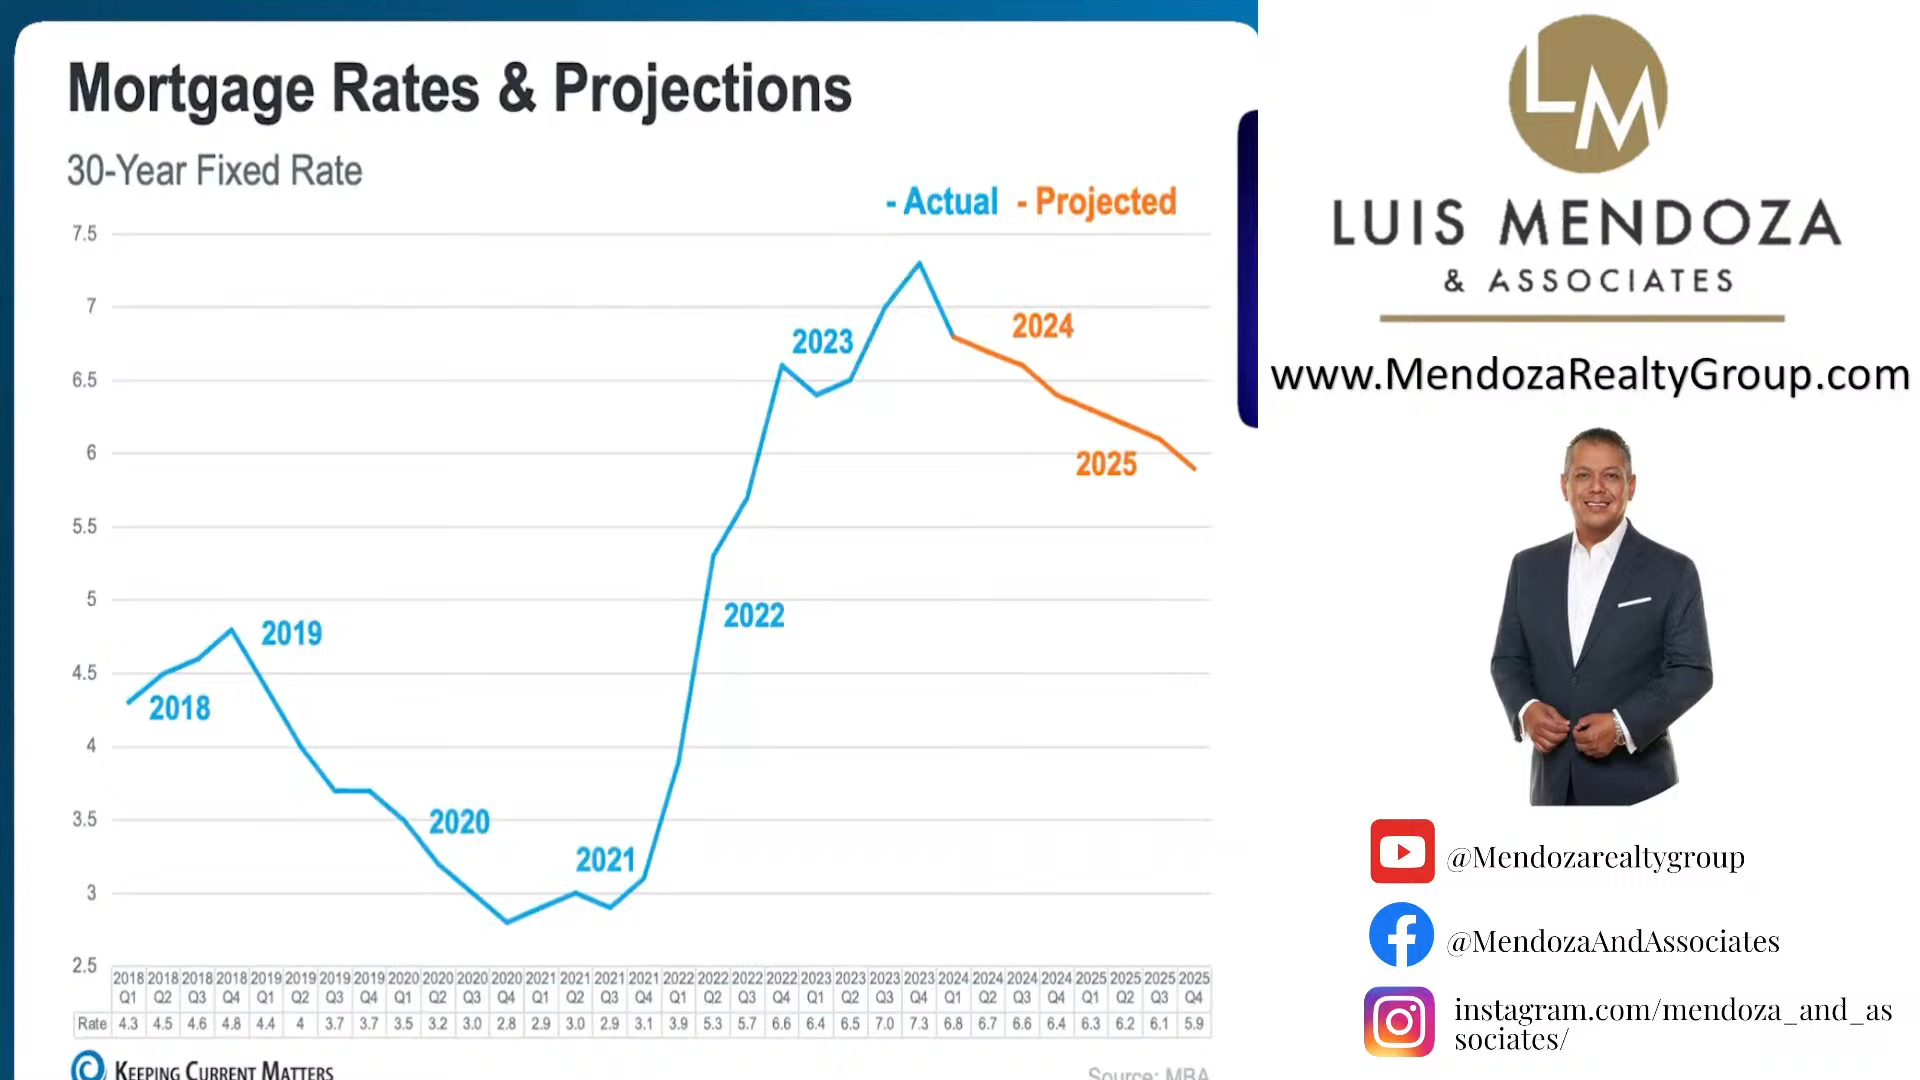 Mortgage Rates & Projections
30-Year Fixed Rate
- Actual - Projected
7.5
7
6.5
6
5.5
5
4.5
4
3.5
3
2.5
2018
2019
2020
2021
2022
2023
2024
2025
2018 2018 2018 2018 2019 2019 2019 2019 2020 2020 2020 2020 2021 2021 2021 2021 2022 2022 2022 2022 2023 2023 2023 2023 2024 2024 2024 2024 2025 2025 2025 2025
Q1 Q2 Q3 Q4 Q1 Q2 Q3 Q4 Q1 Q2 Q3 Q4 Q1 Q2 Q3 Q4 Q1 Q2 Q3 Q4 Q1 Q2 Q3 Q4 Q1 Q2 Q3 Q4 Q1 Q2 Q3 Q4
Rate 4.3 4.5 4.6 4.8 4.4 4 3.7 3.7 3.5 3.2 3.0 2.8 2.9 3.0 2.9 3.1 3.9 5.3 5.7 6.6 6.4 6.5 7.0 7.3 6.8 6.7 6.6 6.4 6.3 6.2 6.1 5.9
KEEPING CURRENT MATTERS
Source: MBA
LM
LUIS MENDOZA
& ASSOCIATES
www.MendozaRealtyGroup.com
@Mendozarealtygroup
@MendozaAndAssociates
instagram.com/mendoza_and_as
sociates/